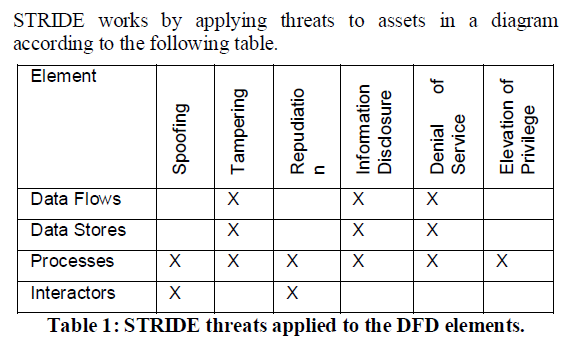 STRIDE works by applying threats to assets in a diagram
according to the following table.
Element
Spoofing
Tampering
Repudiatio
n
Information
Disclosure
Denial of
Service
Elevation of
Privilege
Data Flows X X X
Data Stores X X X
Processes X X X X X X
Interactors X X
Table 1: STRIDE threats applied to the DFD elements.